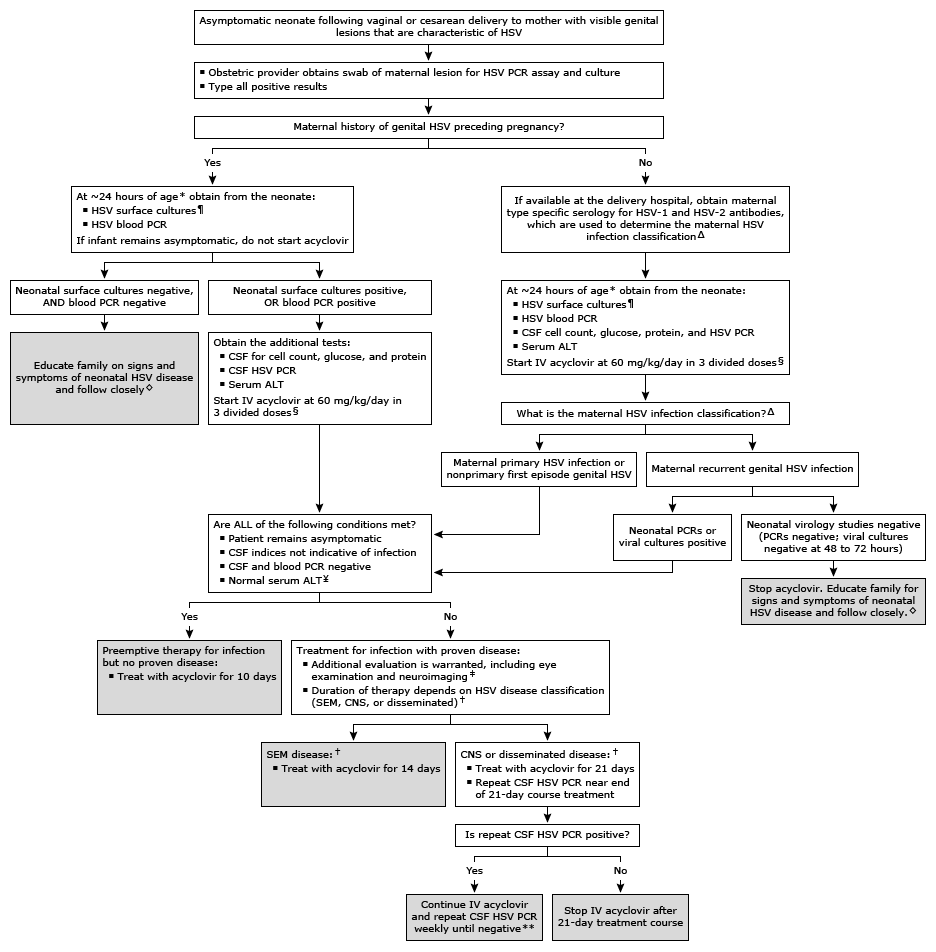 Asymptomatic neonate following vaginal or cesarean delivery to mother with visible genital
lesions that are characteristic of HSV
▪ Obstetric provider obtains swab of maternal lesion for HSV PCR assay and culture
▪ Type all positive results
Maternal history of genital HSV preceding pregnancy?
Yes
No
At ~24 hours of age* obtain from the neonate:
▪ HSV surface cultures¶
▪ HSV blood PCR
If infant remains asymptomatic, do not start acyclovir
If available at the delivery hospital, obtain maternal
type specific serology for HSV-1 and HSV-2 antibodies,
which are used to determine the maternal HSV
infection classificationΔ
Neonatal surface cultures negative,
AND blood PCR negative
Neonatal surface cultures positive,
OR blood PCR positive
At ~24 hours of age* obtain from the neonate:
▪ HSV surface cultures¶
▪ HSV blood PCR
▪ CSF cell count, glucose, protein, and HSV PCR
▪ Serum ALT
Start IV acyclovir at 60 mg/kg/day in 3 divided doses§
Educate family on signs and
symptoms of neonatal HSV disease
and follow closely◇
Obtain the additional tests:
▪ CSF for cell count, glucose, and protein
▪ CSF HSV PCR
▪ Serum ALT
Start IV acyclovir at 60 mg/kg/day in
3 divided doses§
What is the maternal HSV infection classification?Δ
Maternal primary HSV infection or
nonprimary first episode genital HSV
Maternal recurrent genital HSV infection
Are ALL of the following conditions met?
▪ Patient remains asymptomatic
▪ CSF indices not indicative of infection
▪ CSF and blood PCR negative
▪ Normal serum ALT¥
Neonatal PCRs or
viral cultures positive
Neonatal virology studies negative
(PCRs negative; viral cultures
negative at 48 to 72 hours)
Stop acyclovir. Educate family for
signs and symptoms of neonatal
HSV disease and follow closely.◇
Yes
No
Preemptive therapy for infection
but no proven disease:
▪ Treat with acyclovir for 10 days
Treatment for infection with proven disease:
▪ Additional evaluation is warranted, including eye
examination and neuroimaging‡
▪ Duration of therapy depends on HSV disease classification
(SEM, CNS, or disseminated)†
SEM disease:†
▪ Treat with acyclovir for 14 days
CNS or disseminated disease:†
▪ Treat with acyclovir for 21 days
▪ Repeat CSF HSV PCR near end
of 21-day course treatment
Is repeat CSF HSV PCR positive?
Yes
No
Continue IV acyclovir
and repeat CSF HSV PCR
weekly until negative**
Stop IV acyclovir after
21-day treatment course